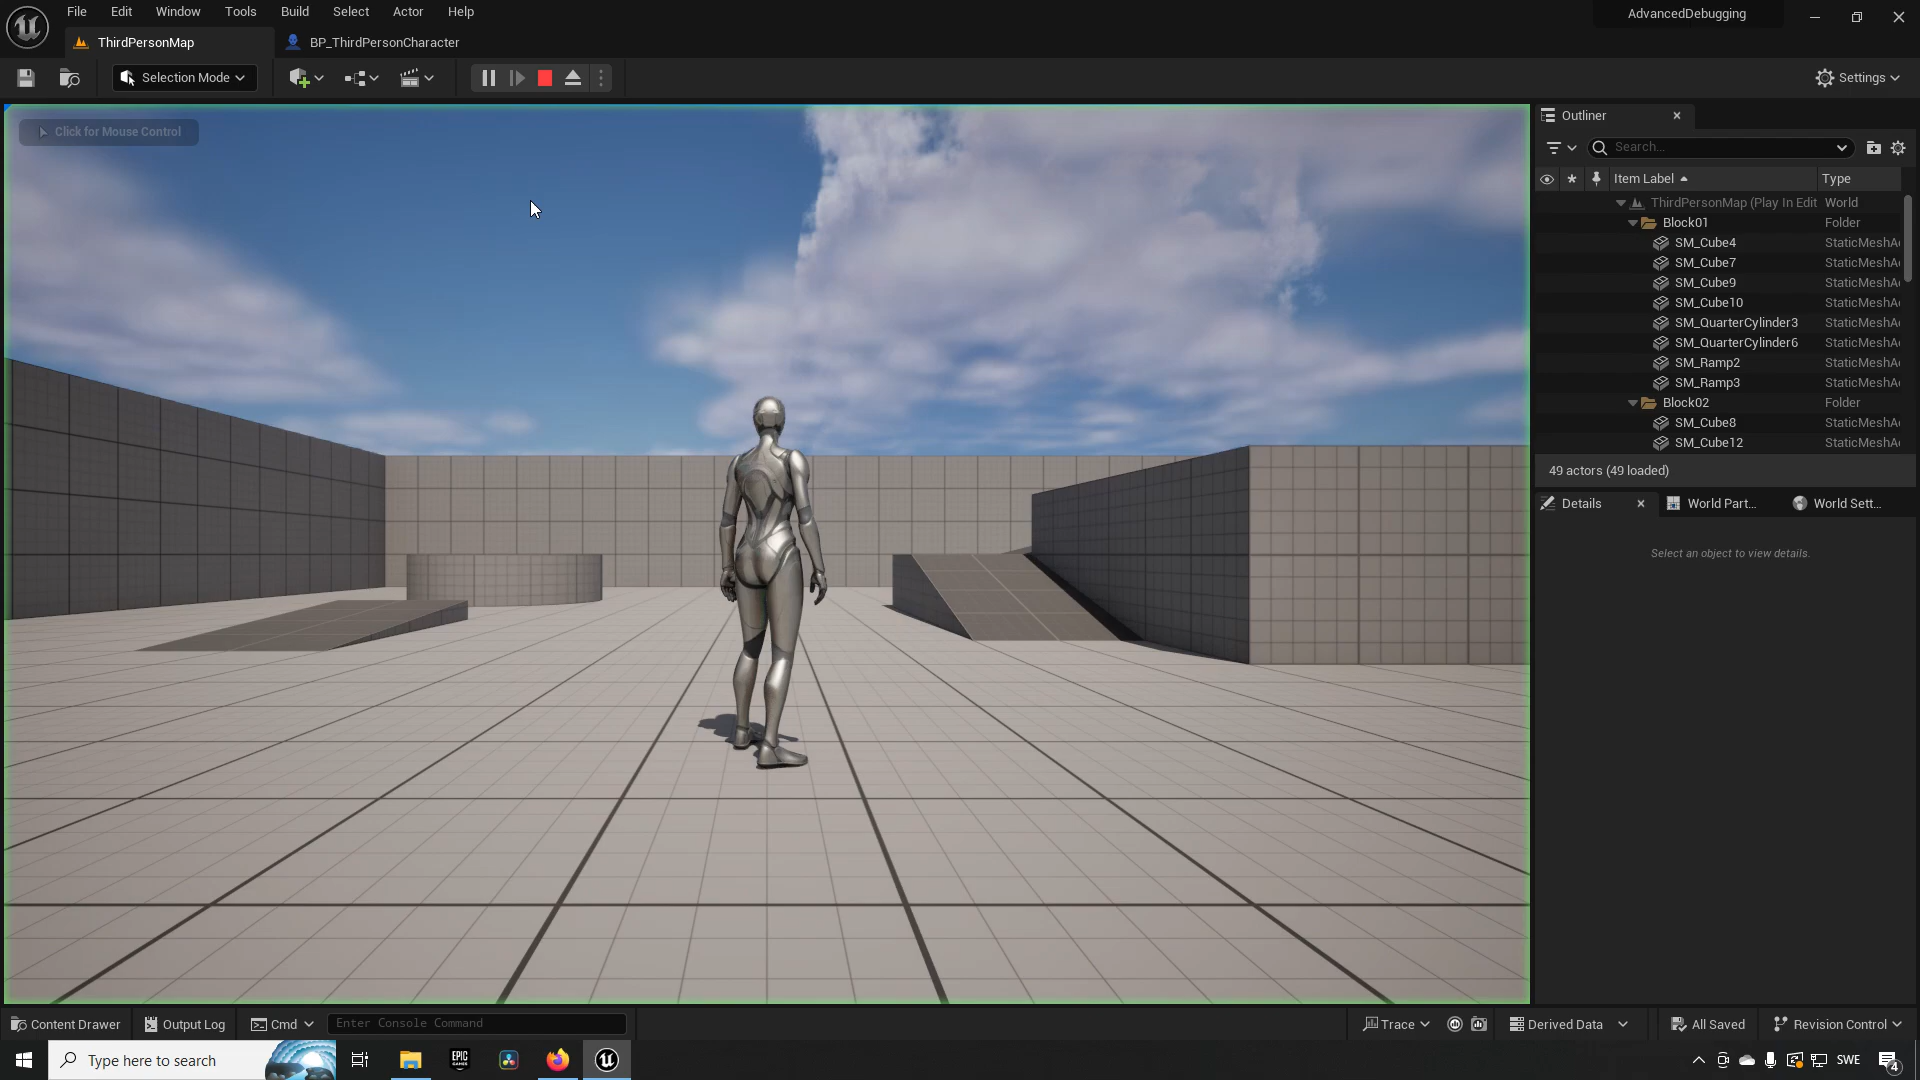 File Edit Window Tools Build Select Actor Help
AdvancedDebugging
ThirdPersonMap
BP_ThirdPersonCharacter
Selection Mode
Settings
Click for Mouse Control
Outliner
Search...
Item Label Type
ThirdPersonMap (Play In Edit World
Block01 Folder
SM_Cube4 StaticMeshA
SM_Cube7 StaticMeshA
SM_Cube9 StaticMeshA
SM_Cube10 StaticMeshA
SM_QuarterCylinder3 StaticMeshA
SM_QuarterCylinder6 StaticMeshA
SM_Ramp2 StaticMeshA
SM_Ramp3 StaticMeshA
Block02 Folder
SM_Cube8 StaticMeshA
SM_Cube12 StaticMeshA
49 actors (49 loaded)
Details World Part... World Sett...
Select an object to view details.
Content Drawer Output Log Cmd Enter Console Command
Trace Derived Data All Saved Revision Control
Type here to search
EPIC GAMES
SWE
4